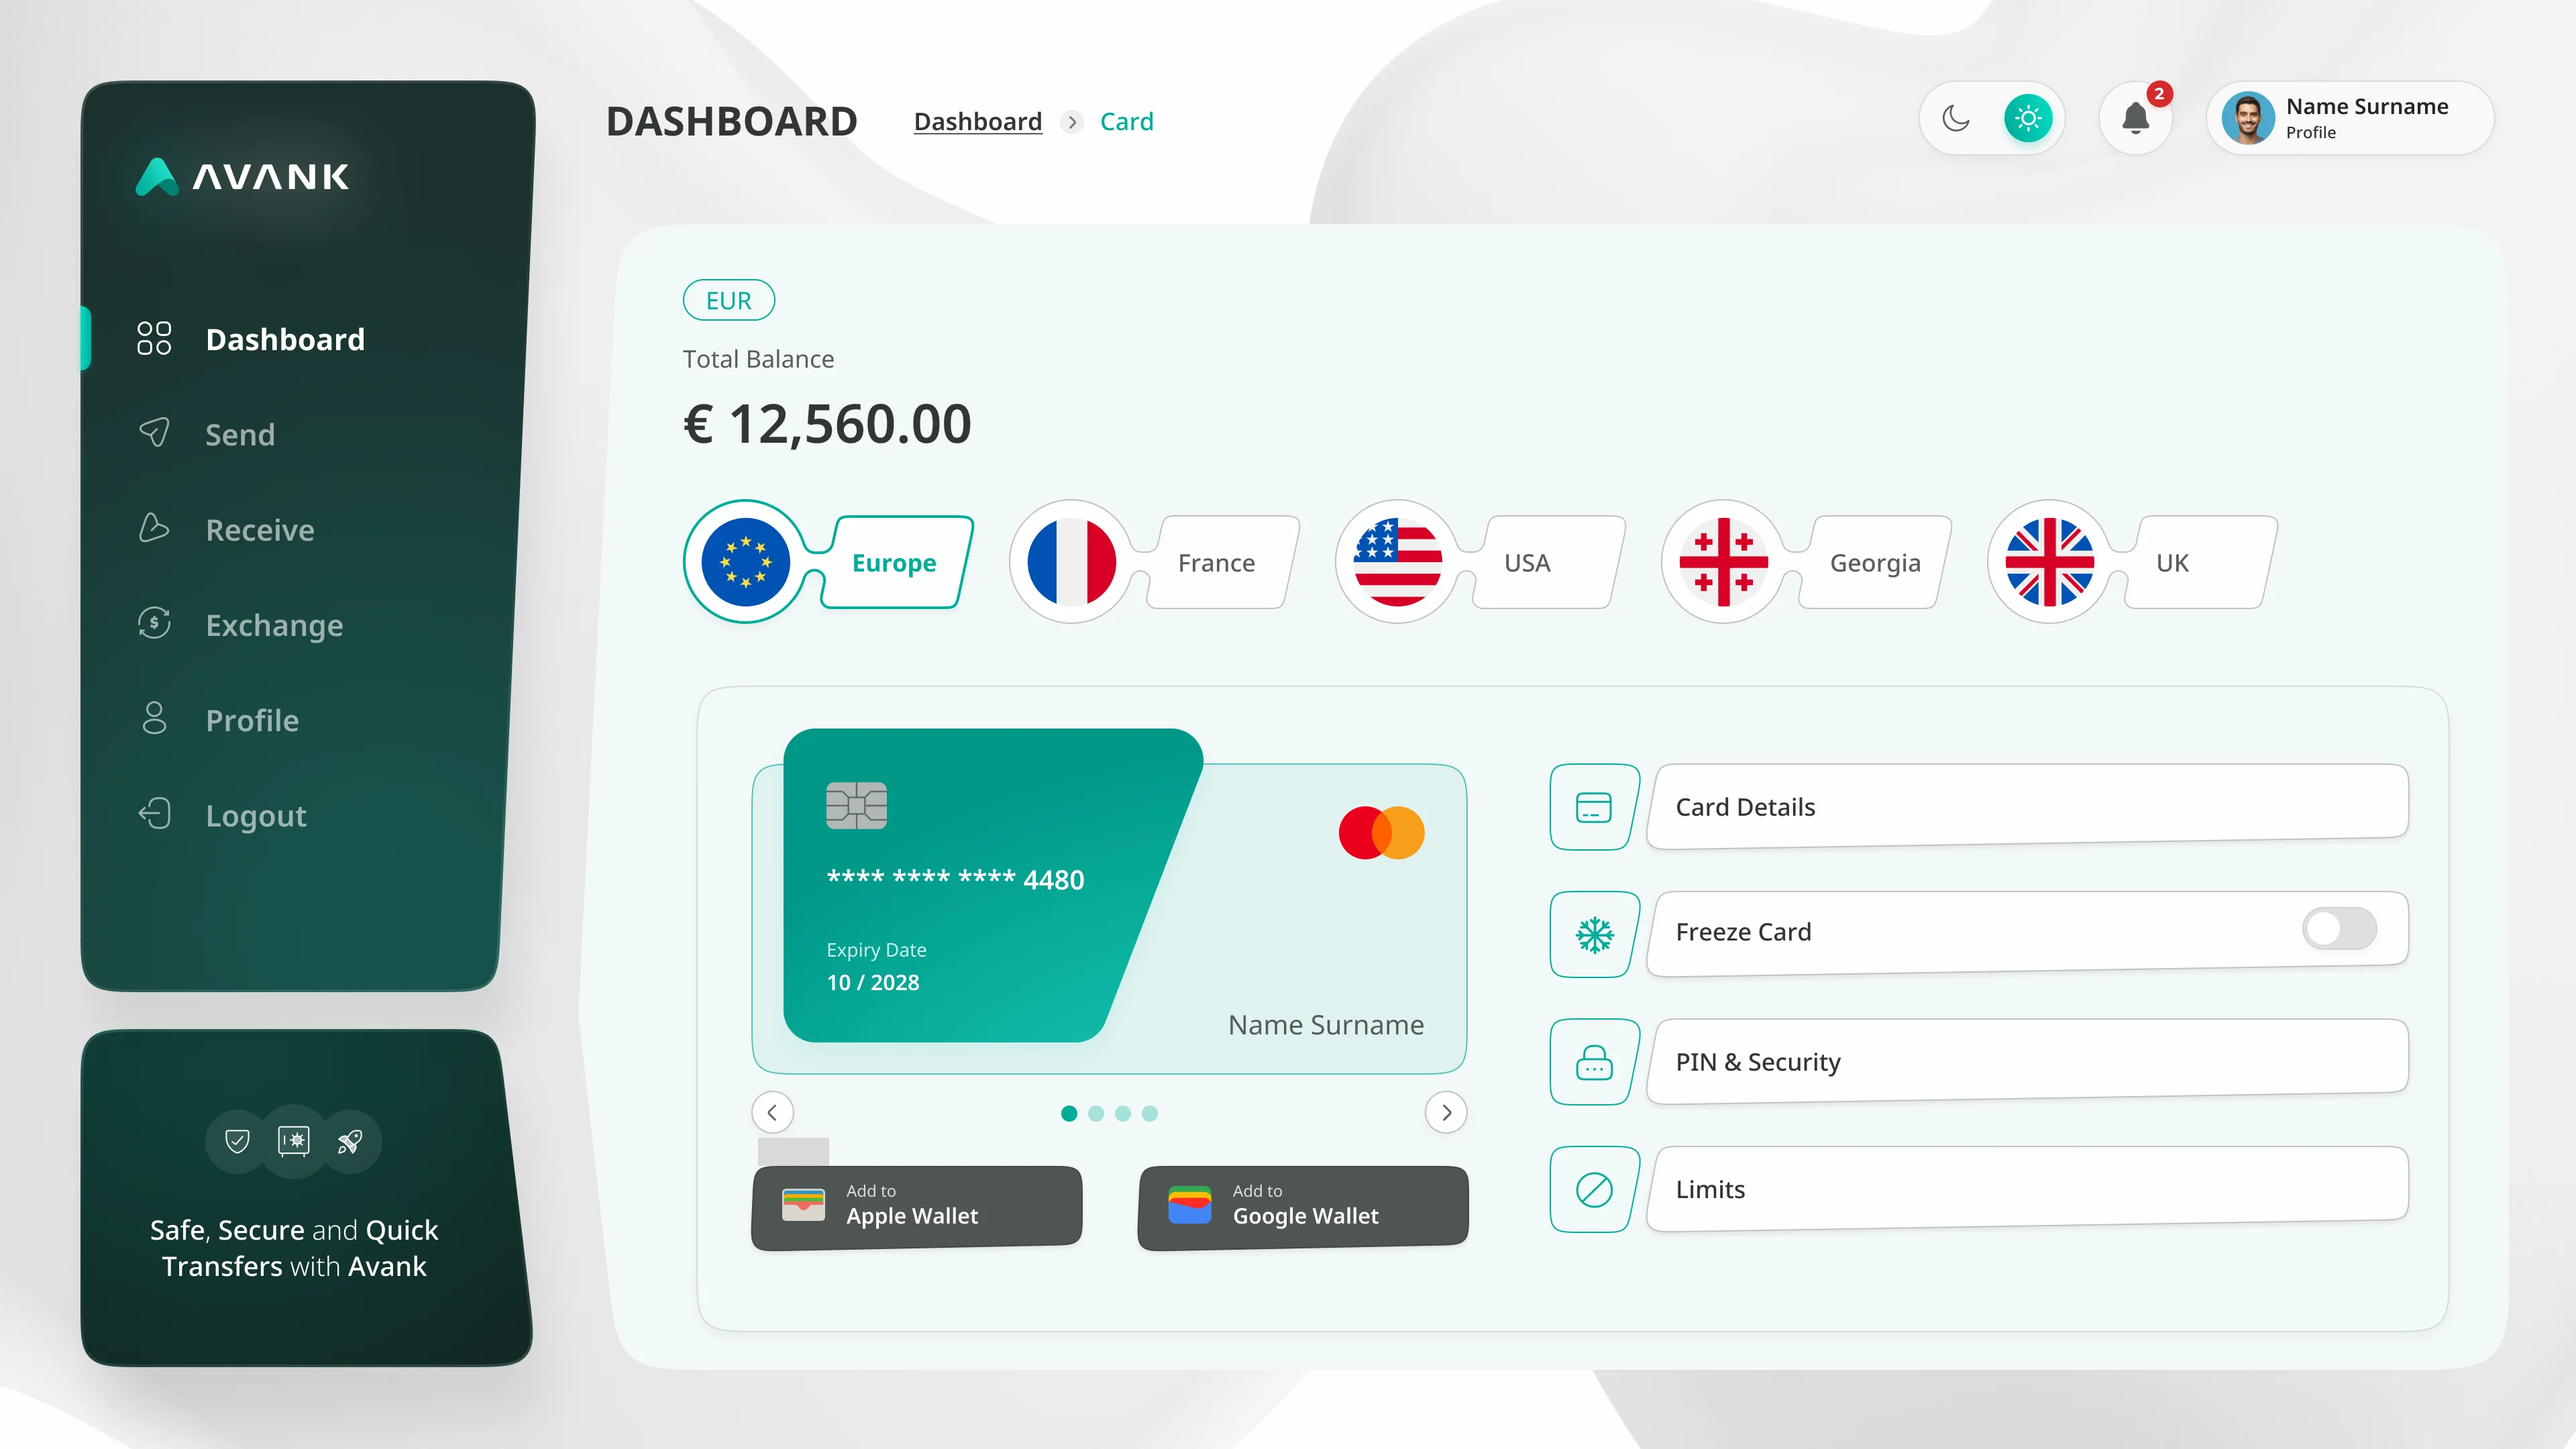 AVANK
DASHBOARD
Dashboard > Card
2
Name Surname
Profile
Dashboard
Send
Receive
Exchange
Profile
Logout
Safe, Secure and Quick
Transfers with Avank
EUR
Total Balance
€ 12,560.00
Europe
France
USA
Georgia
UK
**** **** **** 4480
Expiry Date
10 / 2028
Name Surname
Add to
Apple Wallet
Add to
Google Wallet
Card Details
Freeze Card
PIN & Security
Limits